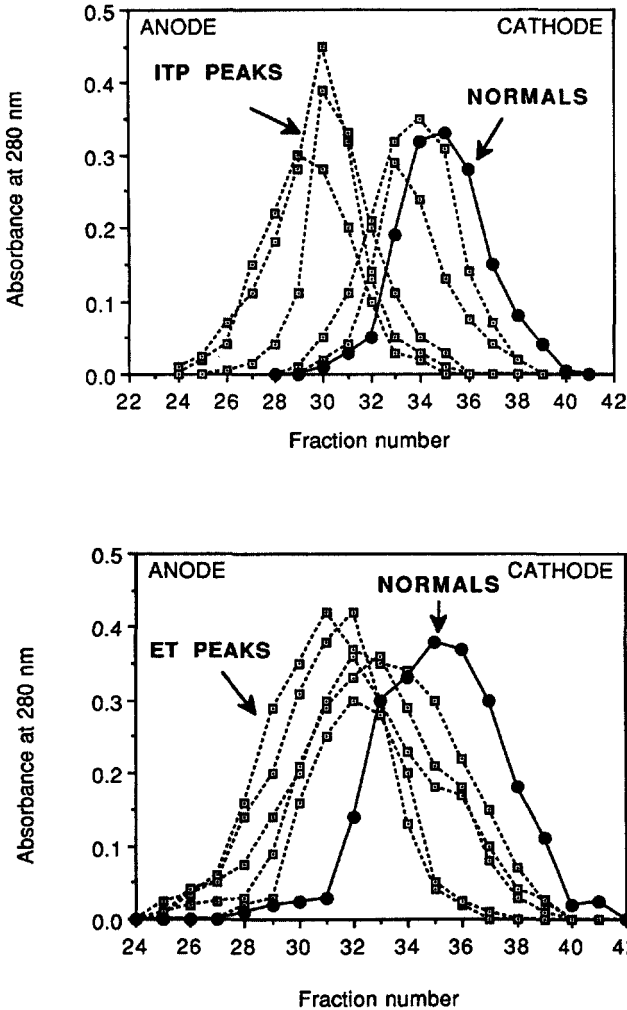 0.5
ANODE
CATHODE
ITP PEAKS
NORMALS
0.4
0.3
0.2
0.1
0.0
Absorbance at 280 nm
22 24 26 28 30 32 34 36 38 40 42
Fraction number
0.5
ANODE
CATHODE
NORMALS
0.4
ET PEAKS
0.3
0.2
0.1
0.0
Absorbance at 280 nm
24 26 28 30 32 34 36 38 40 42
Fraction number